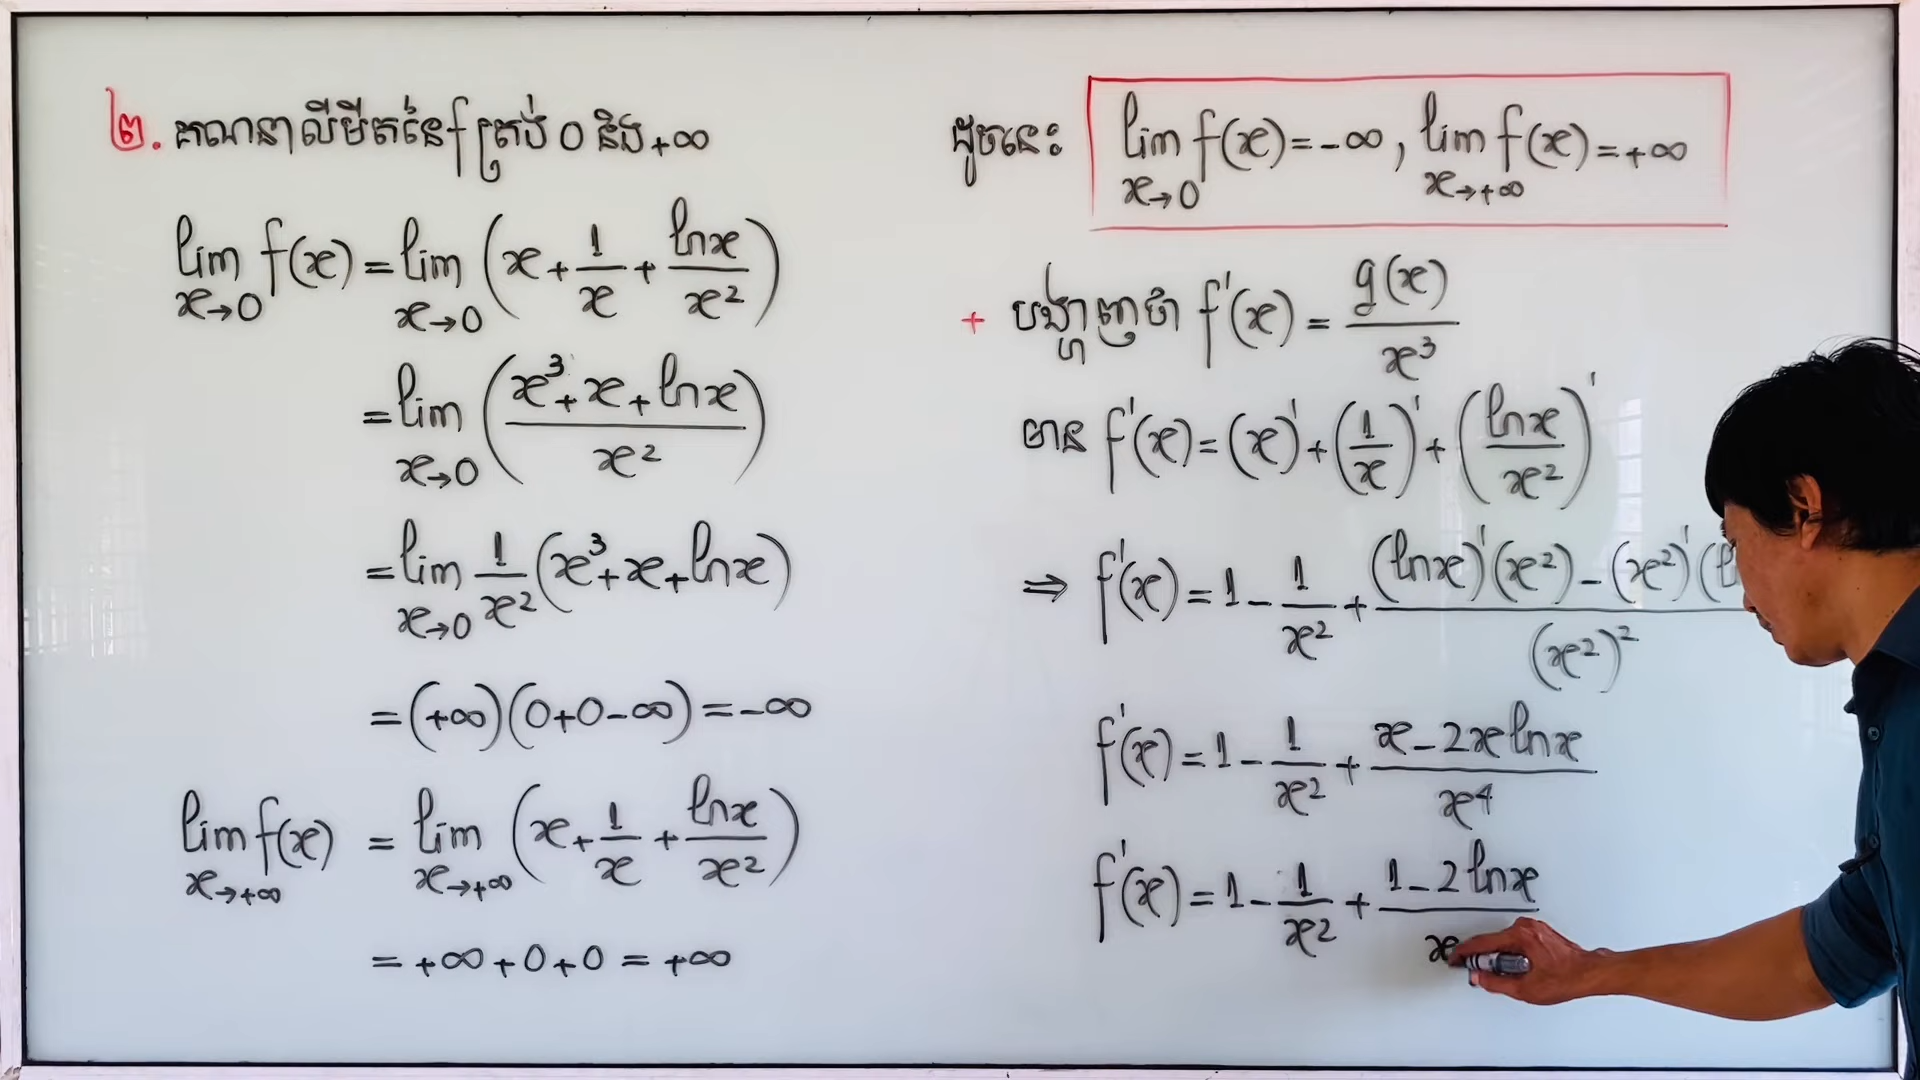 ២. គណនាលីមីតនៃ f ត្រង់ 0 និង +∞
lim f(x) = lim (x + 1/x + lnx/x²)
x→0 x→0
= lim ((x³ + x + lnx)/x²)
x→0
= lim 1/x² (x³ + x + lnx)
x→0
= (+∞)(0+0-∞) = -∞
lim f(x) = lim (x + 1/x + lnx/x²)
x→+∞ x→+∞
= +∞ + 0 + 0 = +∞
ដូចនេះ lim f(x) = -∞, lim f(x) = +∞
x→0 x→+∞
+ បង្ហាញថា f'(x) = g(x)/x³
មាន f'(x) = (x)' + (1/x)' + (lnx/x²)'
⇒ f'(x) = 1 - 1/x² + ((lnx)'(x²) - (x²)'(l/(x²)²
f'(x) = 1 - 1/x² + (x - 2x lnx)/x⁴
f'(x) = 1 - 1/x² + (1 - 2 lnx)/x